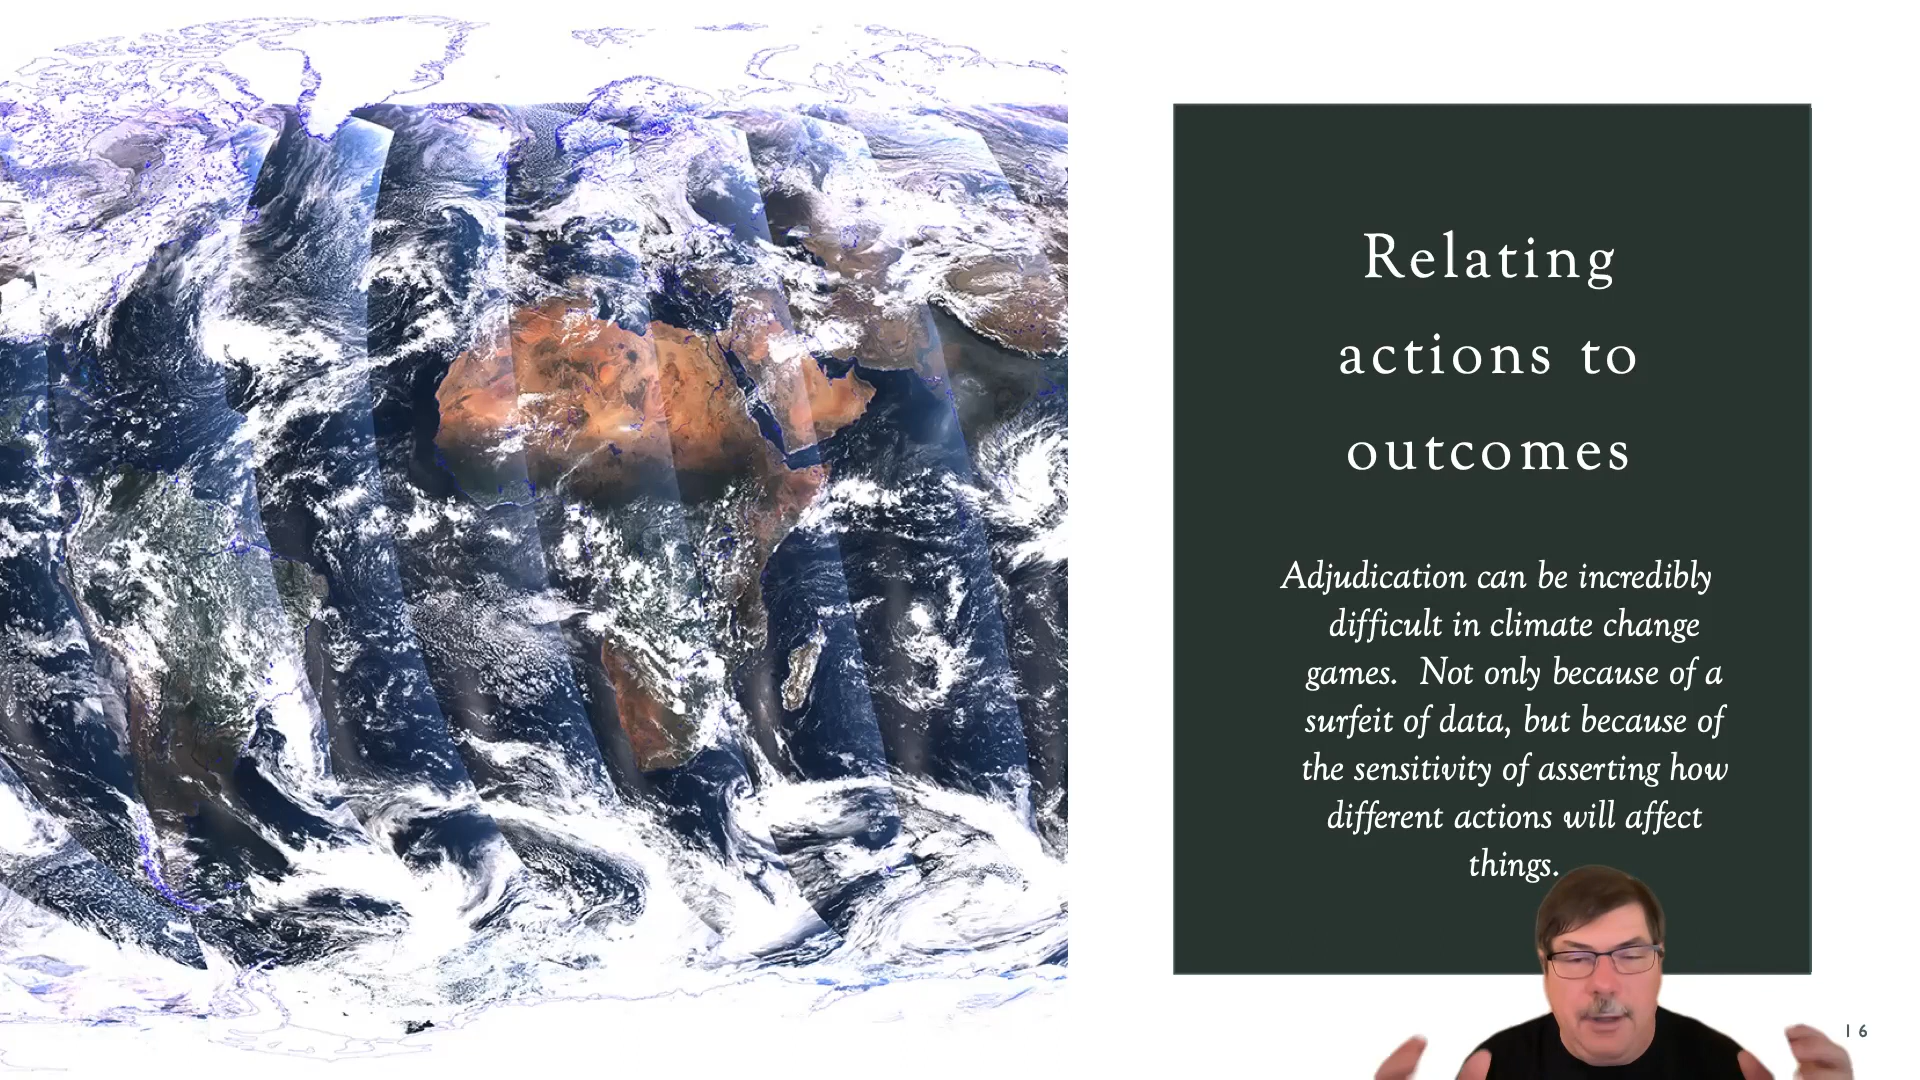 Relating
actions to
outcomes
Adjudication can be incredibly
difficult in climate change
games.  Not only because of a
surfeit of data, but because of
the sensitivity of asserting how
different actions will affect
things.
16